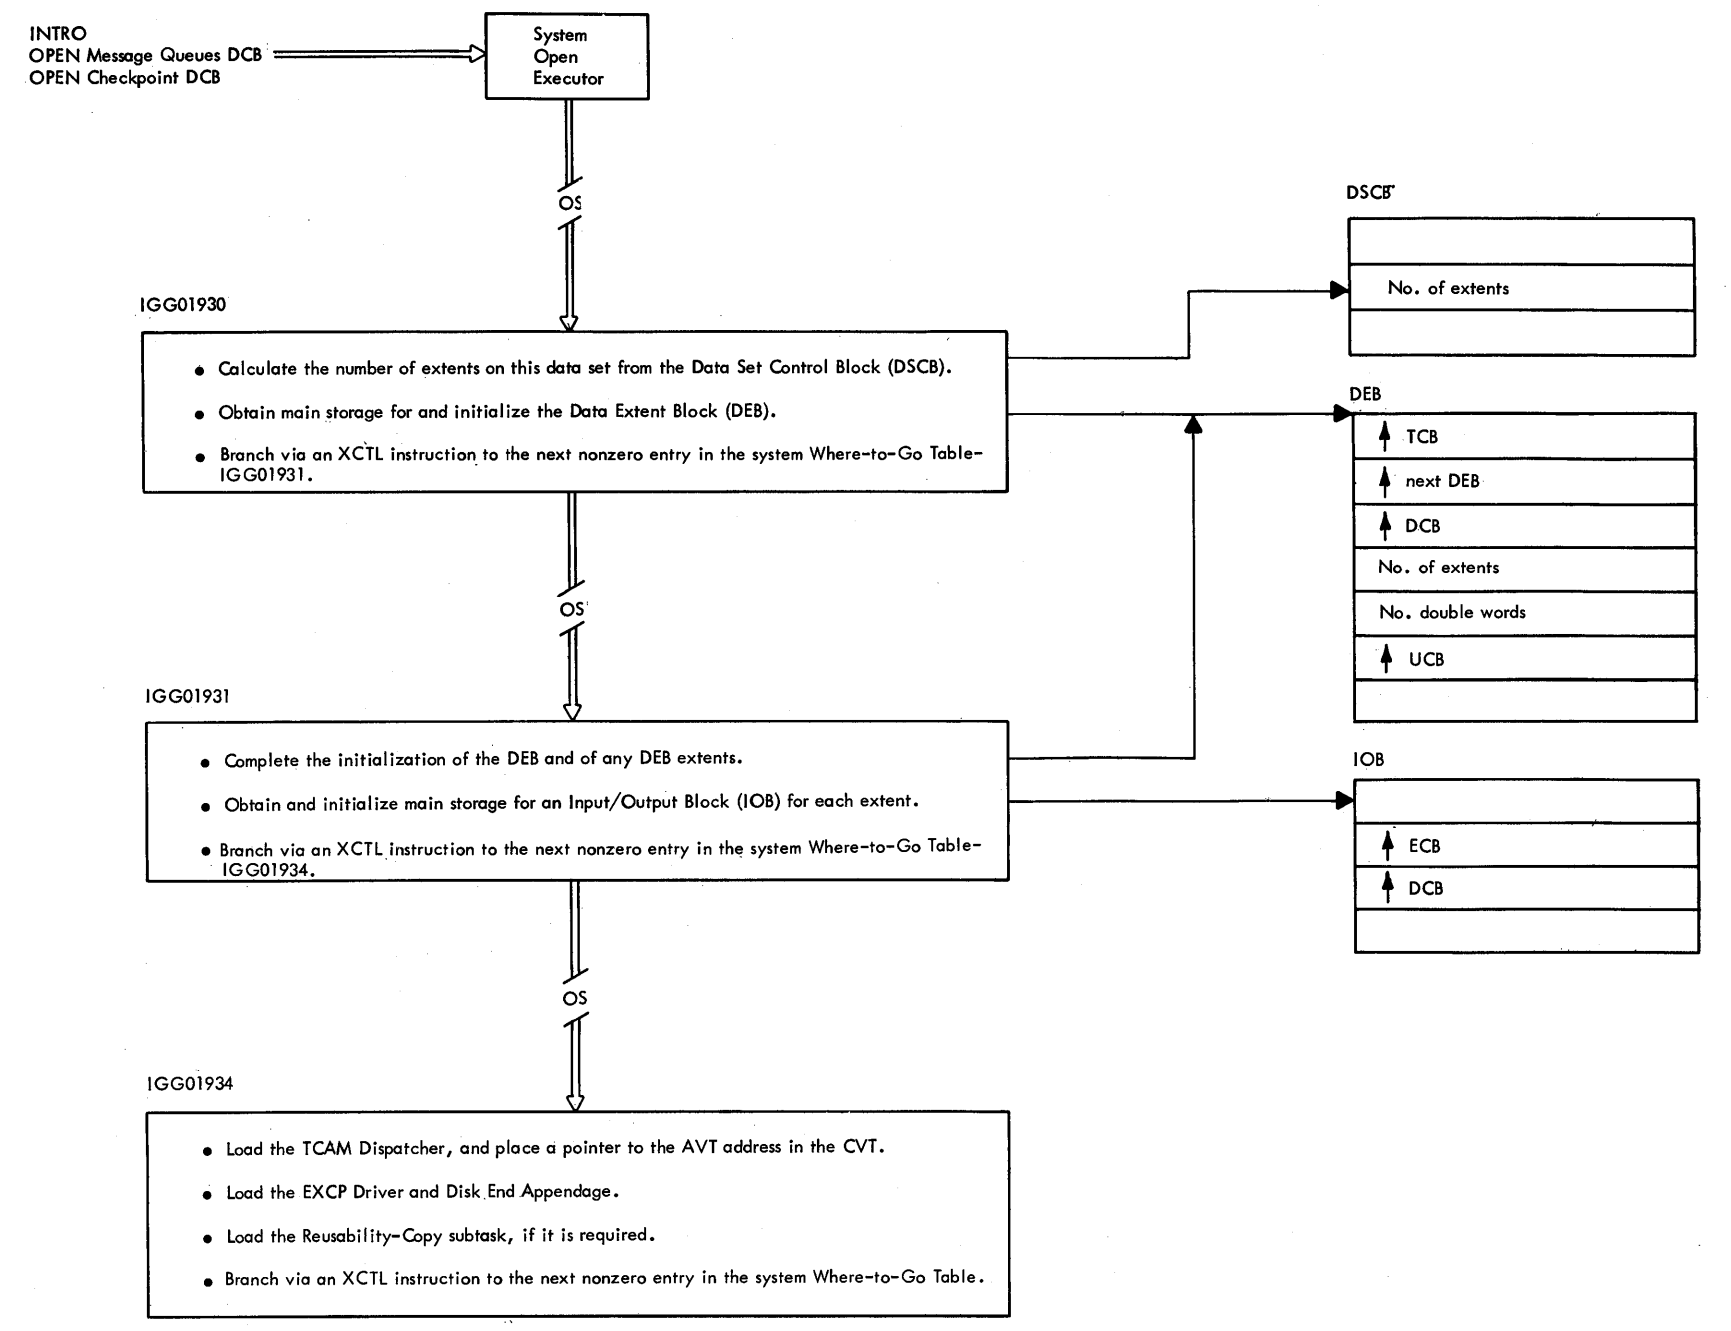 INTRO
OPEN Message Queues DCB
OPEN Checkpoint DCB
System
Open
Executor
OS
DSCB
No. of extents
IGG01930
• Calculate the number of extents on this data set from the Data Set Control Block (DSCB).
• Obtain main storage for and initialize the Data Extent Block (DEB).
• Branch via an XCTL instruction to the next nonzero entry in the system Where-to-Go Table-
IGG01931.
DEB
TCB
next DEB
DCB
No. of extents
No. double words
UCB
OS
IGG01931
• Complete the initialization of the DEB and of any DEB extents.
• Obtain and initialize main storage for an Input/Output Block (IOB) for each extent.
• Branch via an XCTL instruction to the next nonzero entry in the system Where-to-Go Table-
IGG01934.
IOB
ECB
DCB
OS
IGG01934
• Load the TCAM Dispatcher, and place a pointer to the AVT address in the CVT.
• Load the EXCP Driver and Disk End Appendage.
• Load the Reusability-Copy subtask, if it is required.
• Branch via an XCTL instruction to the next nonzero entry in the system Where-to-Go Table.